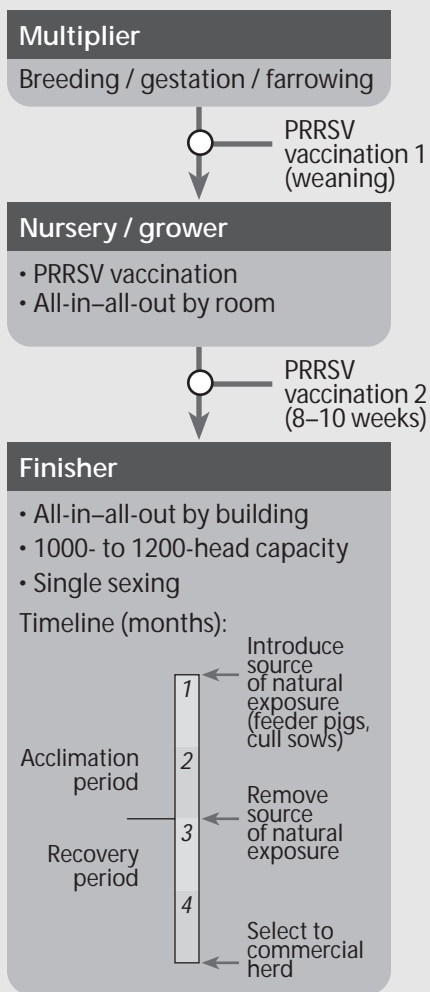 Multiplier
Breeding / gestation / farrowing
PRRSV
vaccination 1
(weaning)
Nursery / grower
• PRRSV vaccination
• All-in–all-out by room
PRRSV
vaccination 2
(8–10 weeks)
Finisher
• All-in–all-out by building
• 1000- to 1200-head capacity
• Single sexing
Timeline (months):
Introduce
source
of natural
exposure
(feeder pigs,
cull sows)
1
Acclimation
period
2
Remove
source
of natural
exposure
3
Recovery
period
4
Select to
commercial
herd